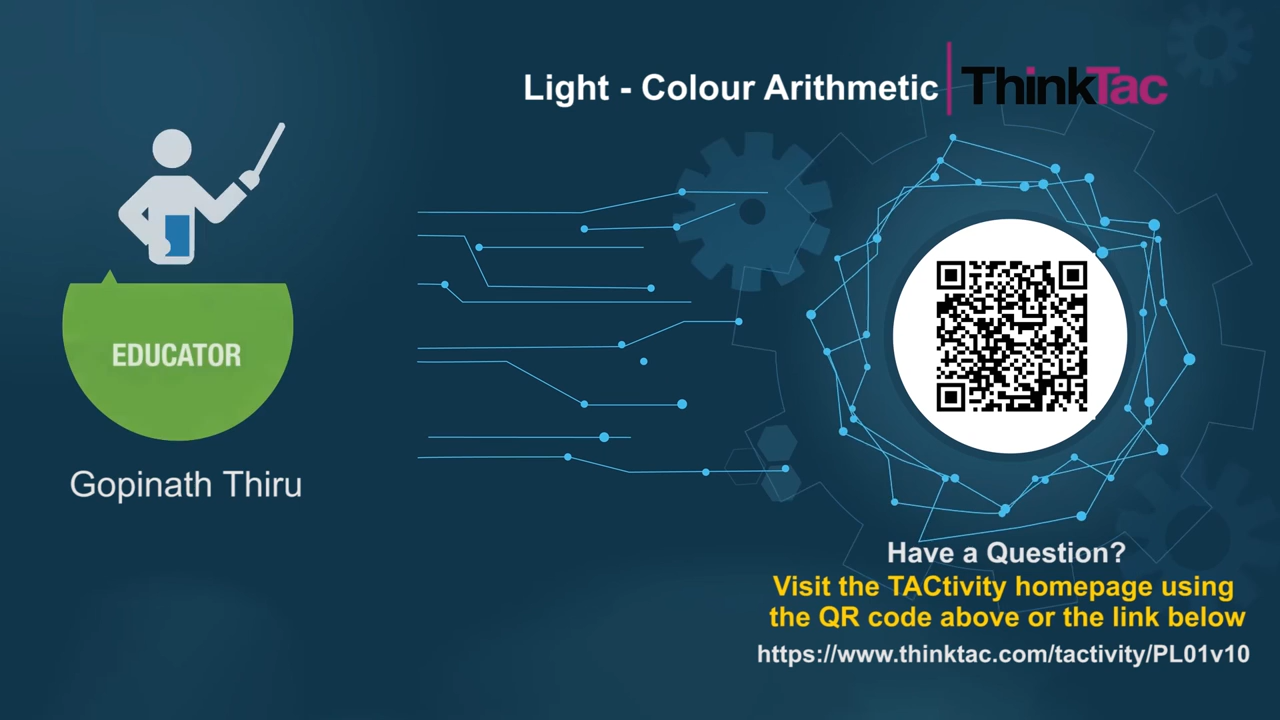 Light - Colour Arithmetic
ThinkTac
EDUCATOR
Gopinath Thiru
Have a Question?
Visit the TACtivity homepage using
the QR code above or the link below
https://www.thinktac.com/tactivity/PL01v10